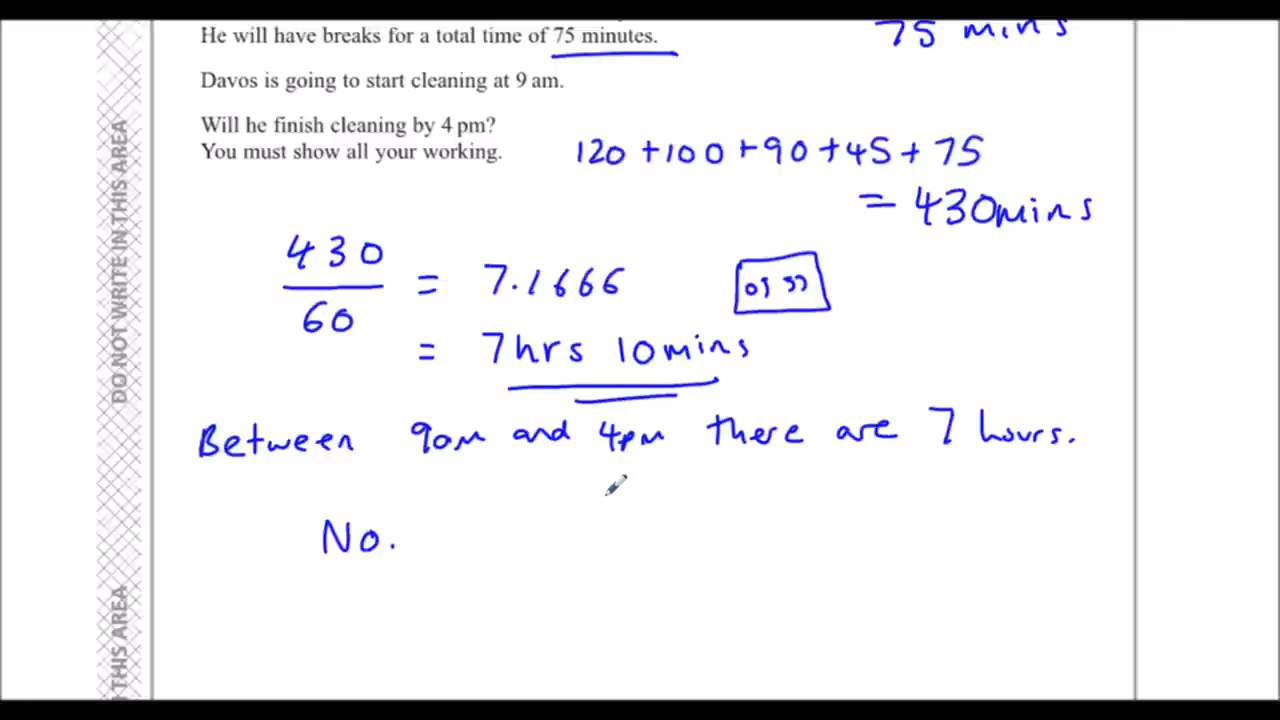 He will have breaks for a total time of 75 minutes.
75 mins
Davos is going to start cleaning at 9 am.
Will he finish cleaning by 4 pm?
You must show all your working.
120 + 100 + 90 + 45 + 75
= 430mins
430
60
= 7.1666
= 7hrs 10mins
Between 9am and 4pm there are 7 hours.
No.
DO NOT WRITE IN THIS AREA
THIS AREA